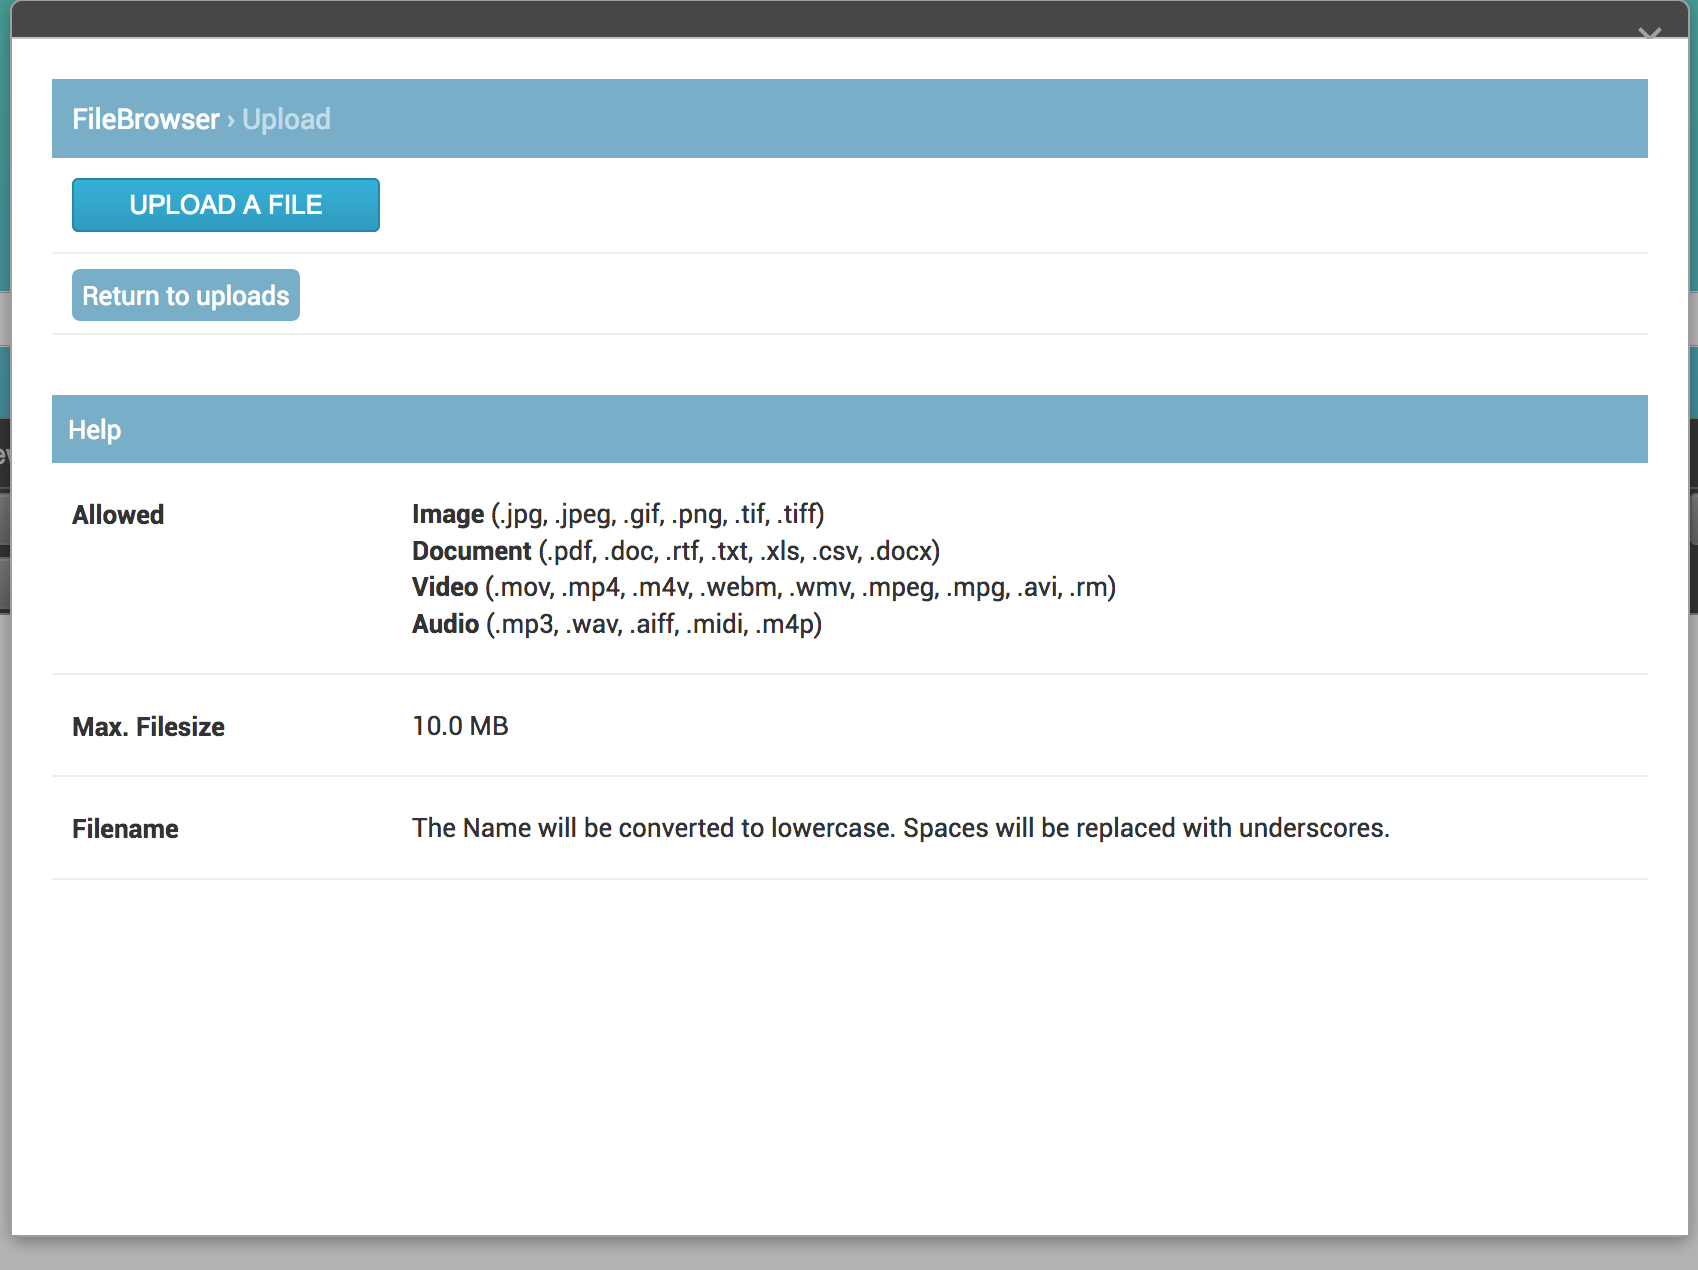 FileBrowser › Upload
UPLOAD A FILE
Return to uploads
Help
Allowed
Image (.jpg, .jpeg, .gif, .png, .tif, .tiff)
Document (.pdf, .doc, .rtf, .txt, .xls, .csv, .docx)
Video (.mov, .mp4, .m4v, .webm, .wmv, .mpeg, .mpg, .avi, .rm)
Audio (.mp3, .wav, .aiff, .midi, .m4p)
Max. Filesize
10.0 MB
Filename
The Name will be converted to lowercase. Spaces will be replaced with underscores.